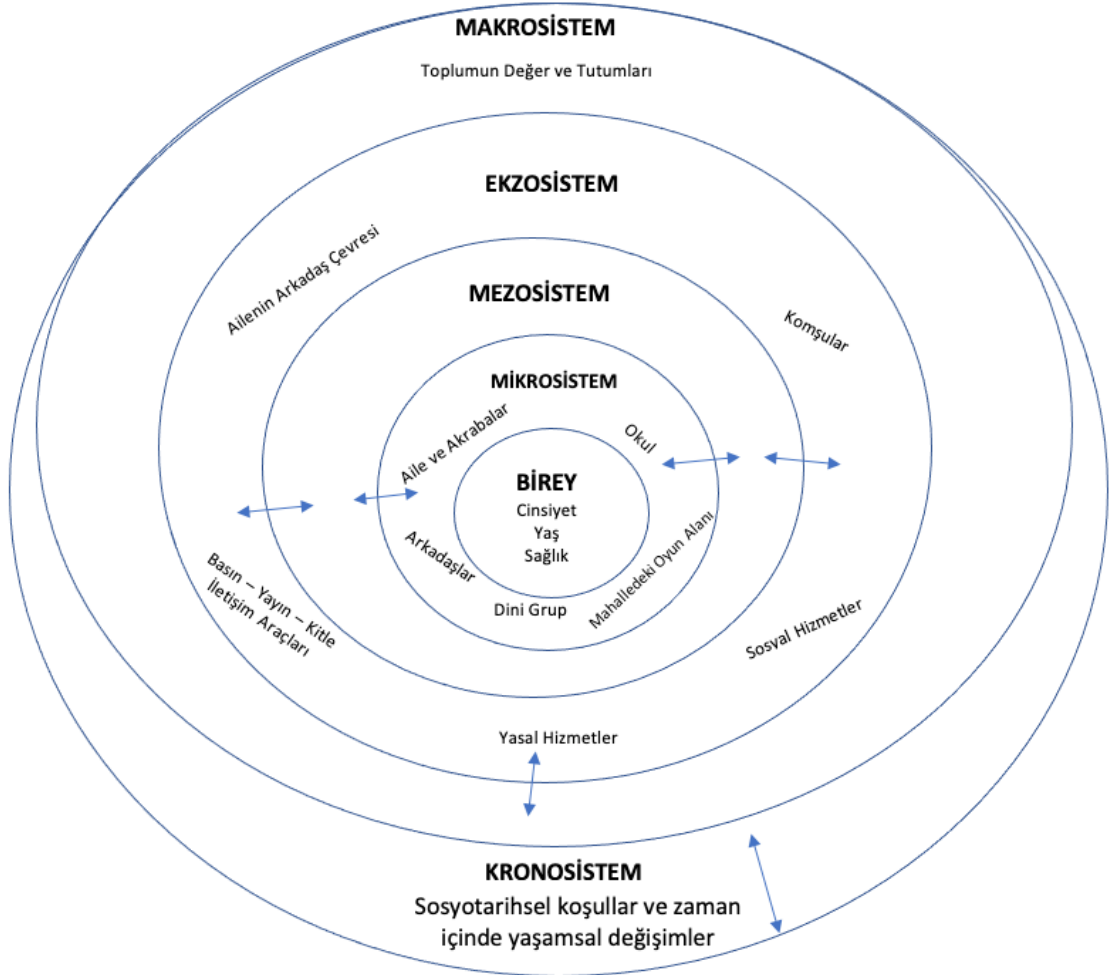 MAKROSİSTEM
Toplumun Değer ve Tutumları
EKZOSİSTEM
Ailenin Arkadaş Çevresi
MEZOSİSTEM
Komşular
MİKROSİSTEM
Aile ve Akrabalar
Okul
BİREY
Cinsiyet
Yaş
Sağlık
Arkadaşlar
Mahalledeki Oyun Alanı
Dini Grup
Basın – Yayın – Kitle
İletişim Araçları
Sosyal Hizmetler
Yasal Hizmetler
KRONOSİSTEM
Sosyotarihsel koşullar ve zaman
içinde yaşamsal değişimler